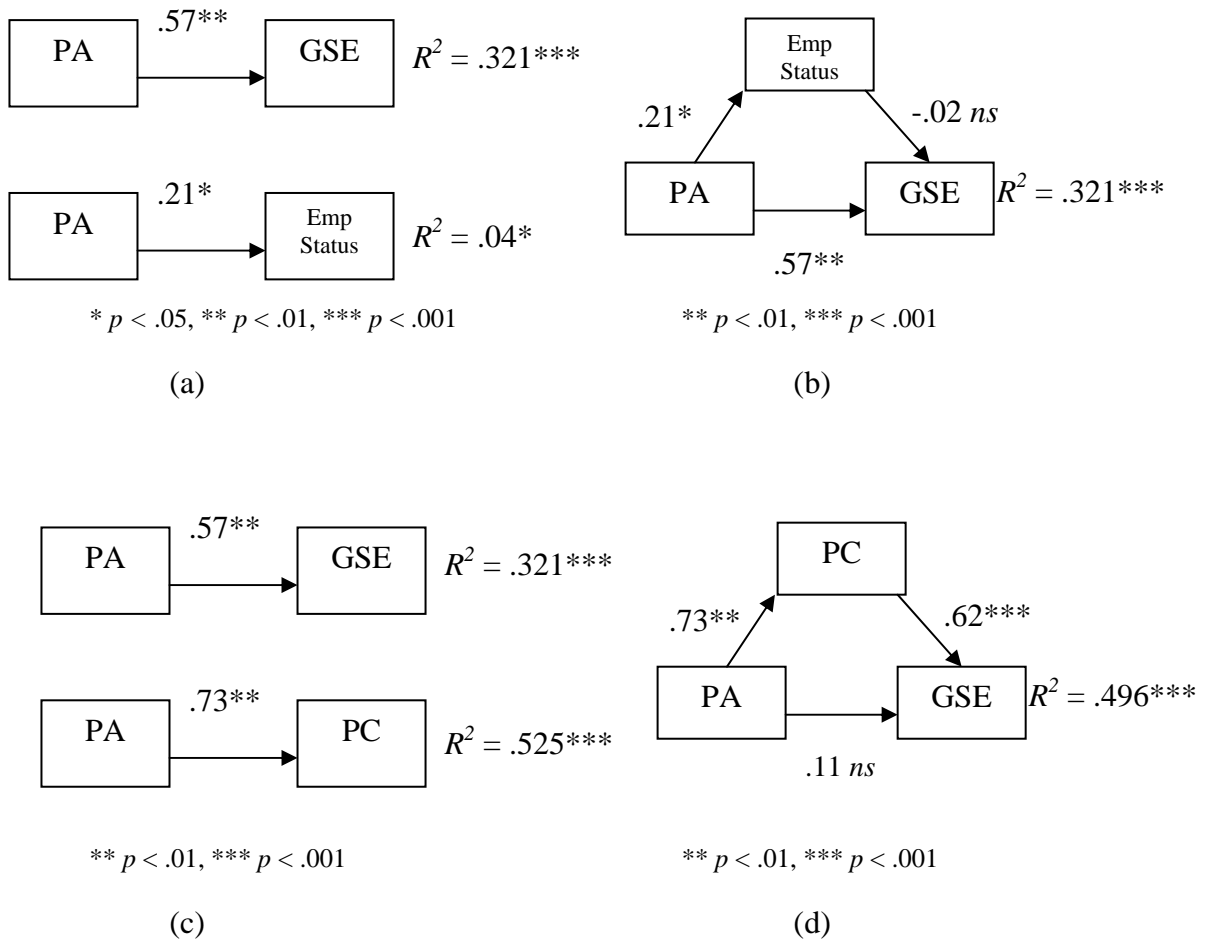 .57**
PA
GSE
R² = .321***
.21*
PA
Emp
Status
R² = .04*
* p < .05, ** p < .01, *** p < .001
(a)
Emp
Status
.21*
-.02 ns
PA
GSE
R² = .321***
.57**
** p < .01, *** p < .001
(b)
.57**
PA
GSE
R² = .321***
.73**
PA
PC
R² = .525***
** p < .01, *** p < .001
(c)
PC
.73**
.62***
PA
GSE
R² = .496***
.11 ns
** p < .01, *** p < .001
(d)